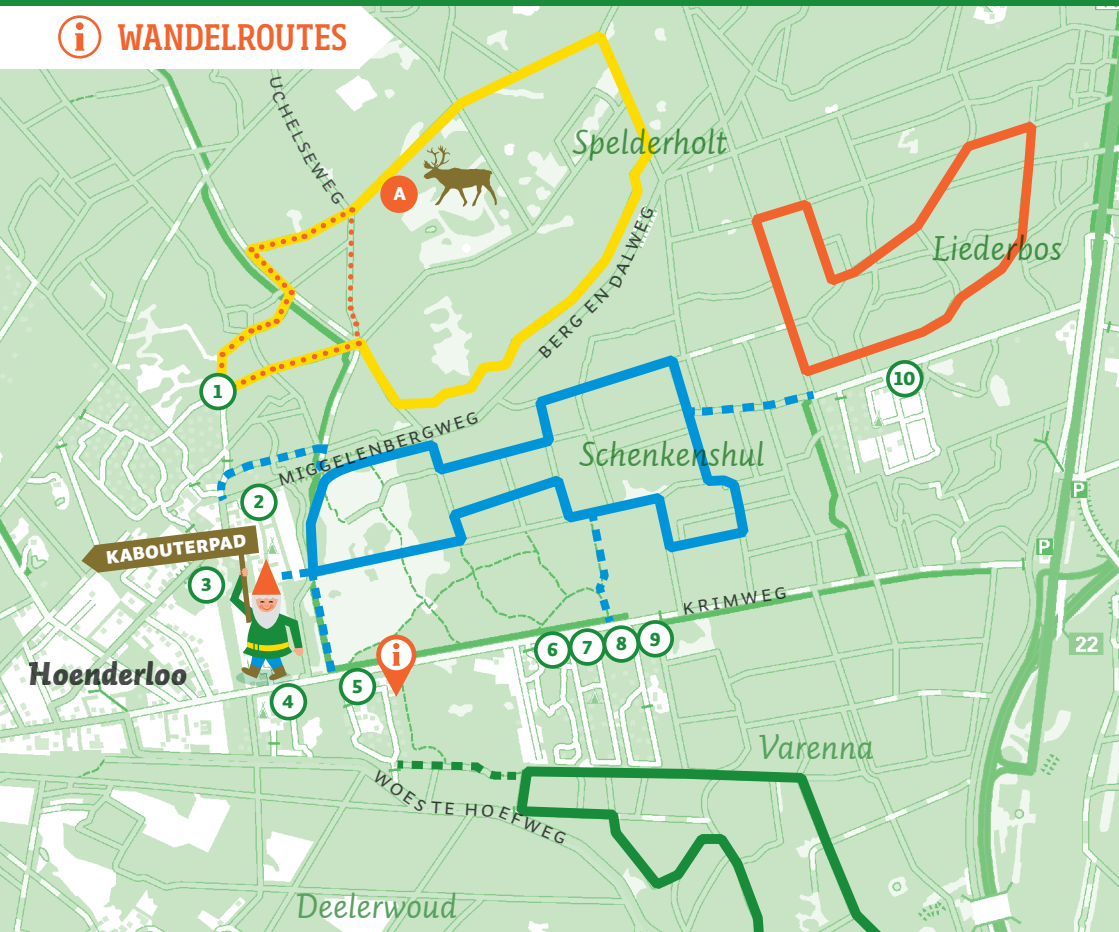 i WANDELROUTES
UCHELSEWEG
Spelderholt
A
Liederbos
BERG EN DALWEG
1
10
MIGGELENBERGWEG
Schenkenshul
2
KABOUTERPAD
3
KRIMWEG
6 7 8 9
P
P
22
i
Hoenderloo
5
4
Varenna
WOESTE HOEFWEG
Deelerwoud